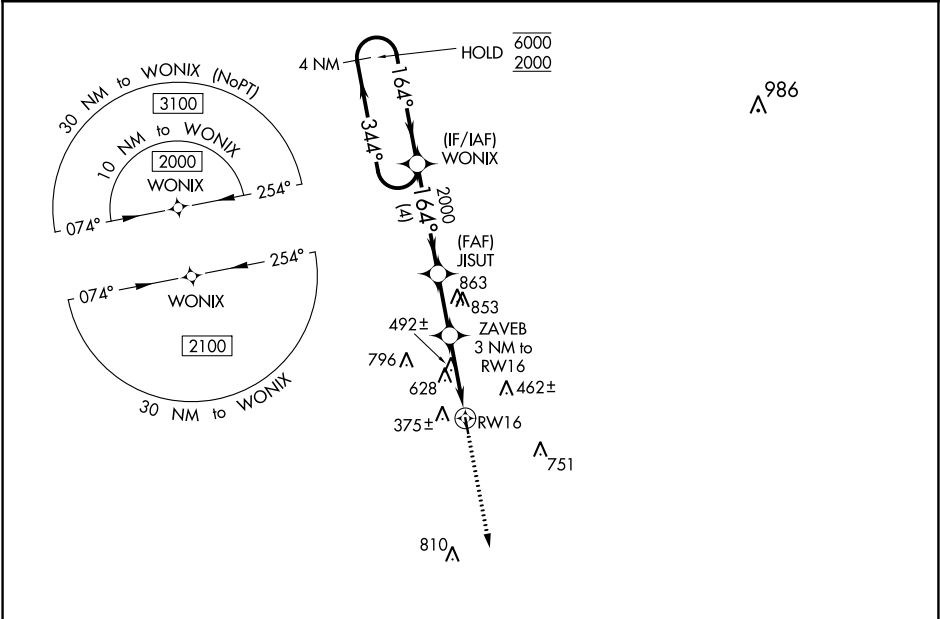 30 NM to WONIX (NoPT)
3100
10 NM to WONIX
2000
WONIX
074°
254°
074°
254°
WONIX
2100
30 NM to WONIX
4 NM
HOLD
6000
2000
164°
344°
(IF/IAF)
WONIX
2000
164°
(4)
(FAF)
JISUT
863
853
492±
ZAVEB
3 NM to
RW16
796
628
462±
375±
RW16
751
810
986